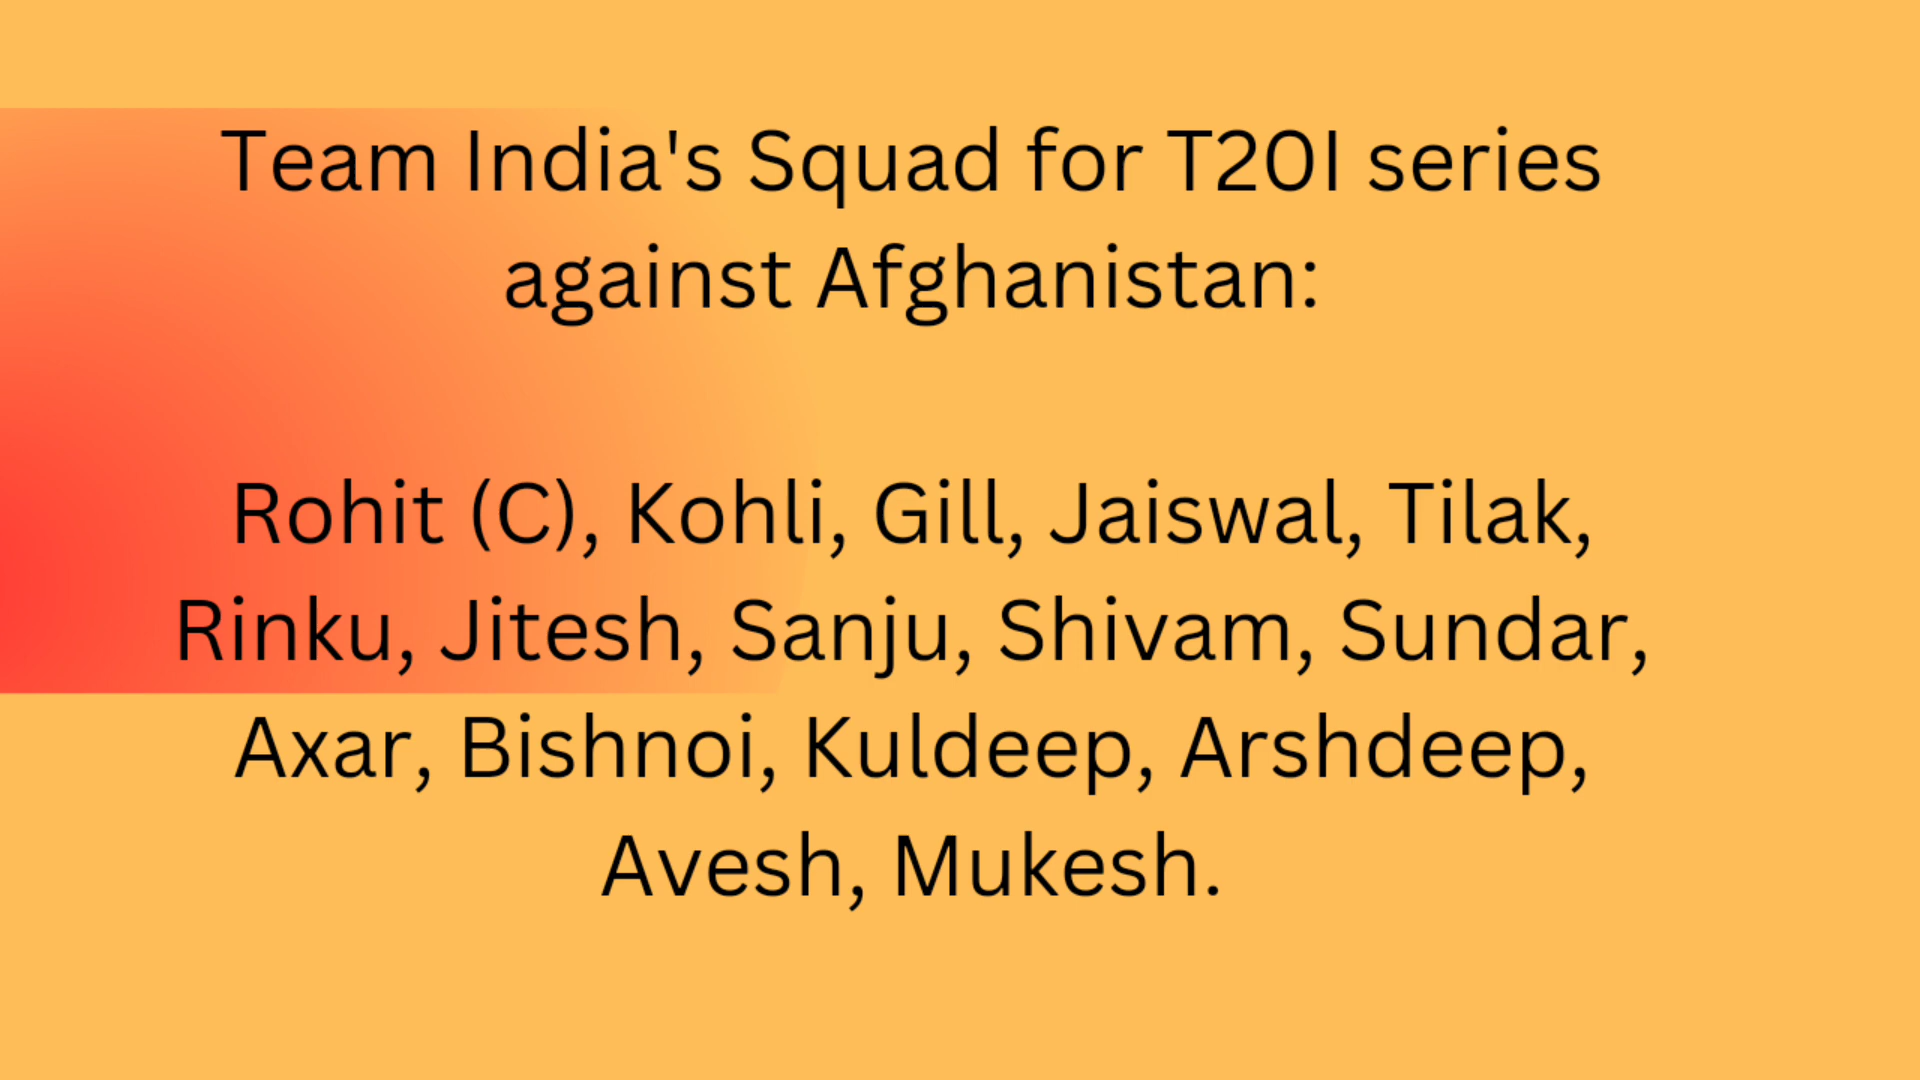 Team India's Squad for T20I series
against Afghanistan:
Rohit (C), Kohli, Gill, Jaiswal, Tilak,
Rinku, Jitesh, Sanju, Shivam, Sundar,
Axar, Bishnoi, Kuldeep, Arshdeep,
Avesh, Mukesh.